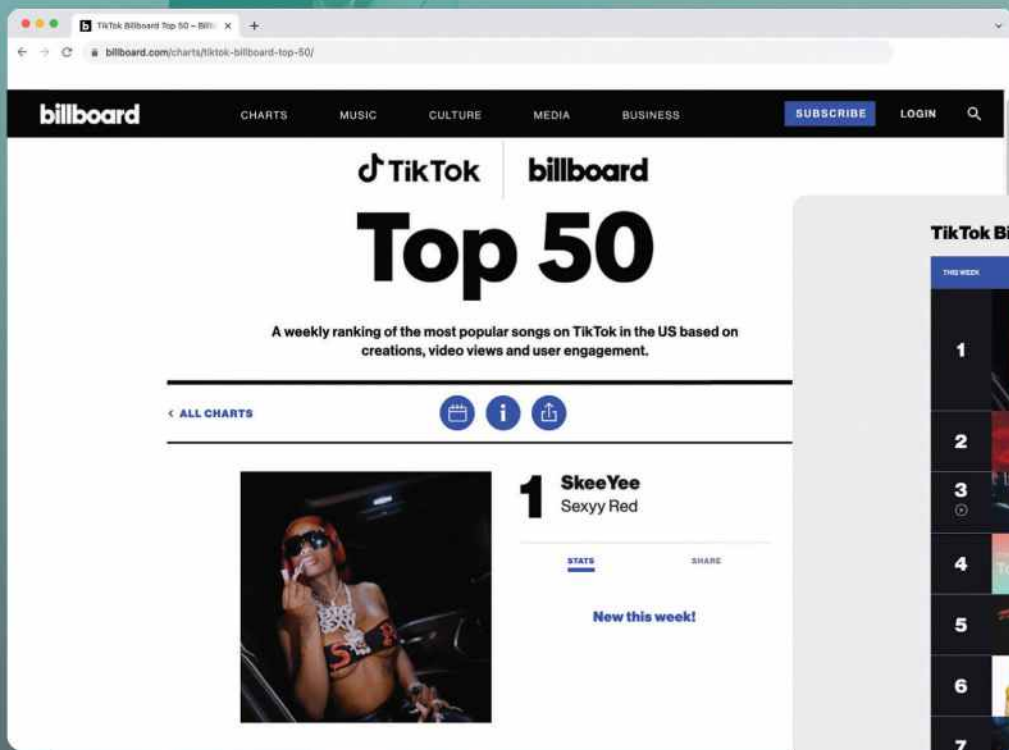 TikTok Billboard Top 50 – Billb
billboard.com/charts/tiktok-billboard-top-50/
billboard
CHARTS
MUSIC
CULTURE
MEDIA
BUSINESS
SUBSCRIBE
LOGIN
TikTok
billboard
Top 50
A weekly ranking of the most popular songs on TikTok in the US based on
creations, video views and user engagement.
< ALL CHARTS
1
SkeeYee
Sexyy Red
STATS
SHARE
New this week!
TikTok Bi
THIS WEEK
1
2
3
4
5
6
7